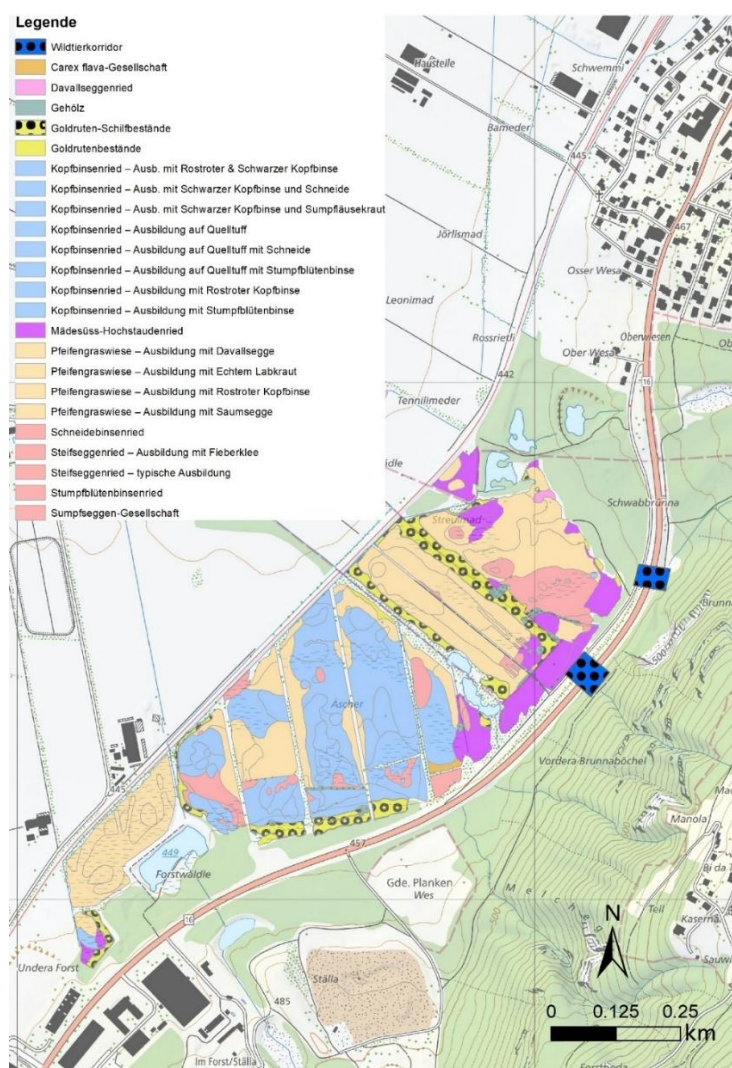 Legende
Wildtierkorridor
Carex flava-Gesellschaft
Davallseggenried
Gehölz
Goldruten-Schilfbestände
Goldrutenbestände
Kopfbinsenried – Ausb. mit Rostroter & Schwarzer Kopfbinse
Kopfbinsenried – Ausb. mit Schwarzer Kopfbinse und Schneide
Kopfbinsenried – Ausb. mit Schwarzer Kopfbinse und Sumpfläusekraut
Kopfbinsenried – Ausbildung auf Quelltuff
Kopfbinsenried – Ausbildung auf Quelltuff mit Schneide
Kopfbinsenried – Ausbildung auf Quelltuff mit Stumpfblütenbinse
Kopfbinsenried – Ausbildung mit Rostroter Kopfbinse
Kopfbinsenried – Ausbildung mit Stumpfblütenbinse
Mädesüss-Hochstaudenried
Pfeifengraswiese – Ausbildung mit Davallsegge
Pfeifengraswiese – Ausbildung mit Echtem Labkraut
Pfeifengraswiese – Ausbildung mit Rostroter Kopfbinse
Pfeifengraswiese – Ausbildung mit Saumsegge
Schneidebinsenried
Steifseggenried – Ausbildung mit Fieberklee
Steifseggenried – typische Ausbildung
Stumpfblütenbinsenried
Sumpfseggen-Gesellschaft
Hausteile
Schwemmi
Bameder
445
467
Jörlismad
Osser Wesa
Leonimad
Rossrietli
Oberwiesen
Ober Wesa
442
16
Tennilimeder
Schwabbrünna
Streuimad
500
Äscher
Vordera Brunnaböchel
445
457
Manola
449
Forstwäldle
Gde. Planken
Wes
Tell
500
Kaserna
16
Undera Forst
Ställa
485
Im Forst/Ställa
N
0 0.125 0.25
km